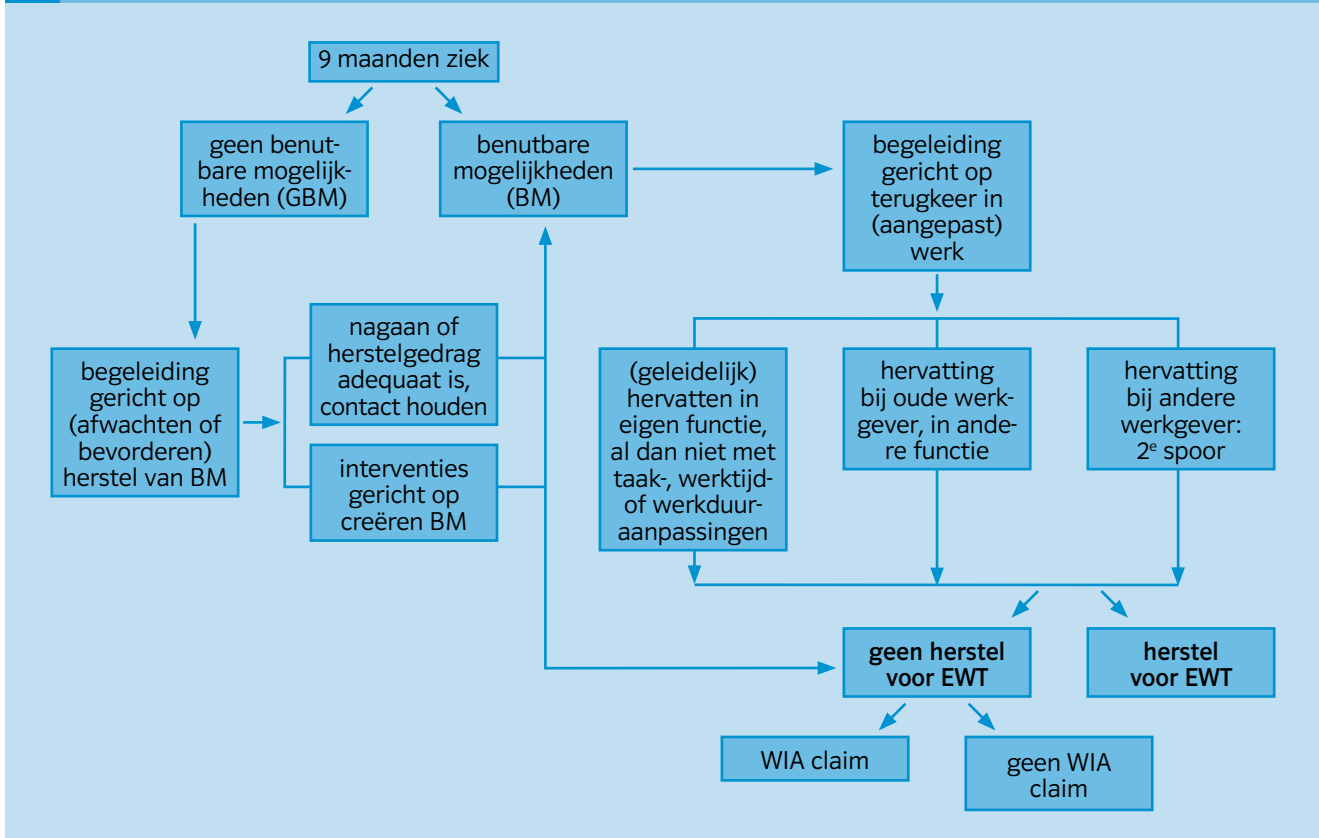 9 maanden ziek
geen benut-
bare mogelijk-
heden (GBM)
benutbare
mogelijkheden
(BM)
begeleiding
gericht op
terugkeer in
(aangepast)
werk
begeleiding
gericht op
(afwachten of
bevorderen)
herstel van BM
nagaan of
herstelgedrag
adequaat is,
contact houden
interventies
gericht op
creëren BM
(geleidelijk)
hervatten in
eigen functie,
al dan niet met
taak-, werktijd-
of werkduur-
aanpassingen
hervatting
bij oude werk-
gever, in ande-
re functie
hervatting
bij andere
werkgever:
2e spoor
geen herstel
voor EWT
herstel
voor EWT
WIA claim
geen WIA
claim